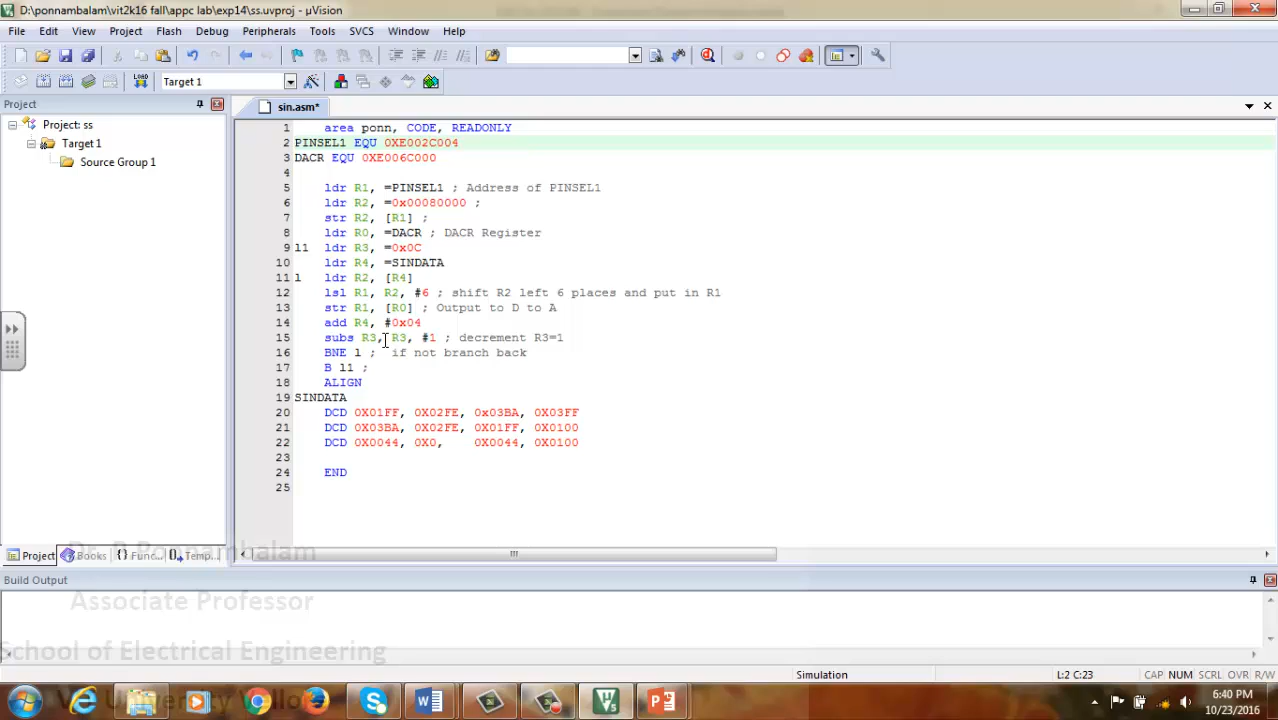 D:\ponnambalam\vit2k16 fall\appc lab\exp14\ss.uvproj - µVision
File Edit View Project Flash Debug Peripherals Tools SVCS Window Help
LOAD Target 1
Project
sin.asm*
Project: ss
Target 1
Source Group 1
1 area ponn, CODE, READONLY
2 PINSEL1 EQU 0XE002C004
3 DACR EQU 0XE006C000
4
5 ldr R1, =PINSEL1 ; Address of PINSEL1
6 ldr R2, =0x00080000 ;
7 str R2, [R1] ;
8 ldr R0, =DACR ; DACR Register
9 l1 ldr R3, =0x0C
10 ldr R4, =SINDATA
11 l ldr R2, [R4]
12 lsl R1, R2, #6 ; shift R2 left 6 places and put in R1
13 str R1, [R0] ; Output to D to A
14 add R4, #0x04
15 subs R3, R3, #1 ; decrement R3=1
16 BNE l ; if not branch back
17 B l1 ;
18 ALIGN
19 SINDATA
20 DCD 0X01FF, 0X02FE, 0x03BA, 0X03FF
21 DCD 0X03BA, 0X02FE, 0X01FF, 0X0100
22 DCD 0X0044, 0X0, 0X0044, 0X0100
23
24 END
25
Project Books {} Func... Temp...
Build Output
Associate Professor
School of Electrical Engineering
Simulation L:2 C:23 CAP NUM SCRL OVR R/W
6:40 PM
10/23/2016